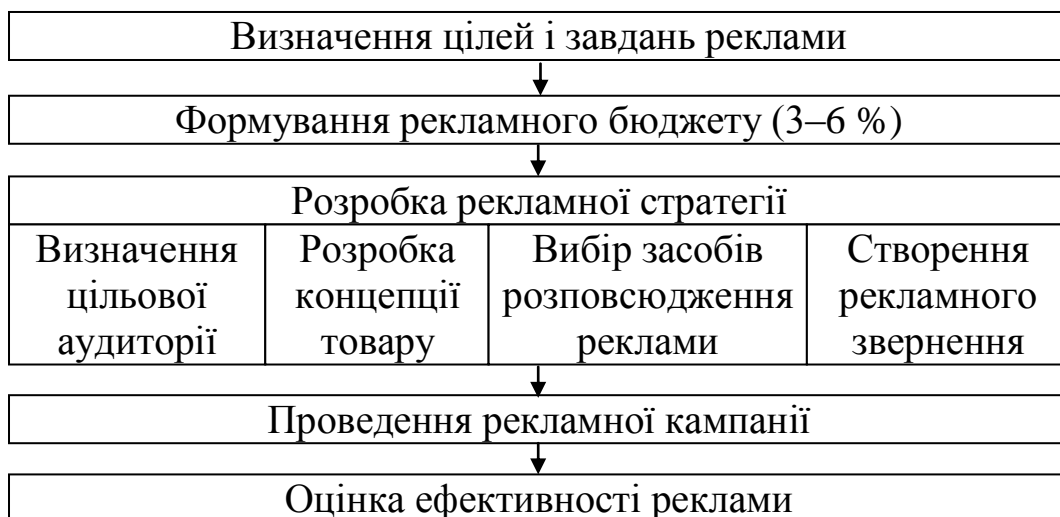 Визначення цілей і завдань реклами
Формування рекламного бюджету (3–6 %)
Розробка рекламної стратегії
Визначення
цільової
аудиторії
Розробка
концепції
товару
Вибір засобів
розповсюдження
реклами
Створення
рекламного
звернення
Проведення рекламної кампанії
Оцінка ефективності реклами